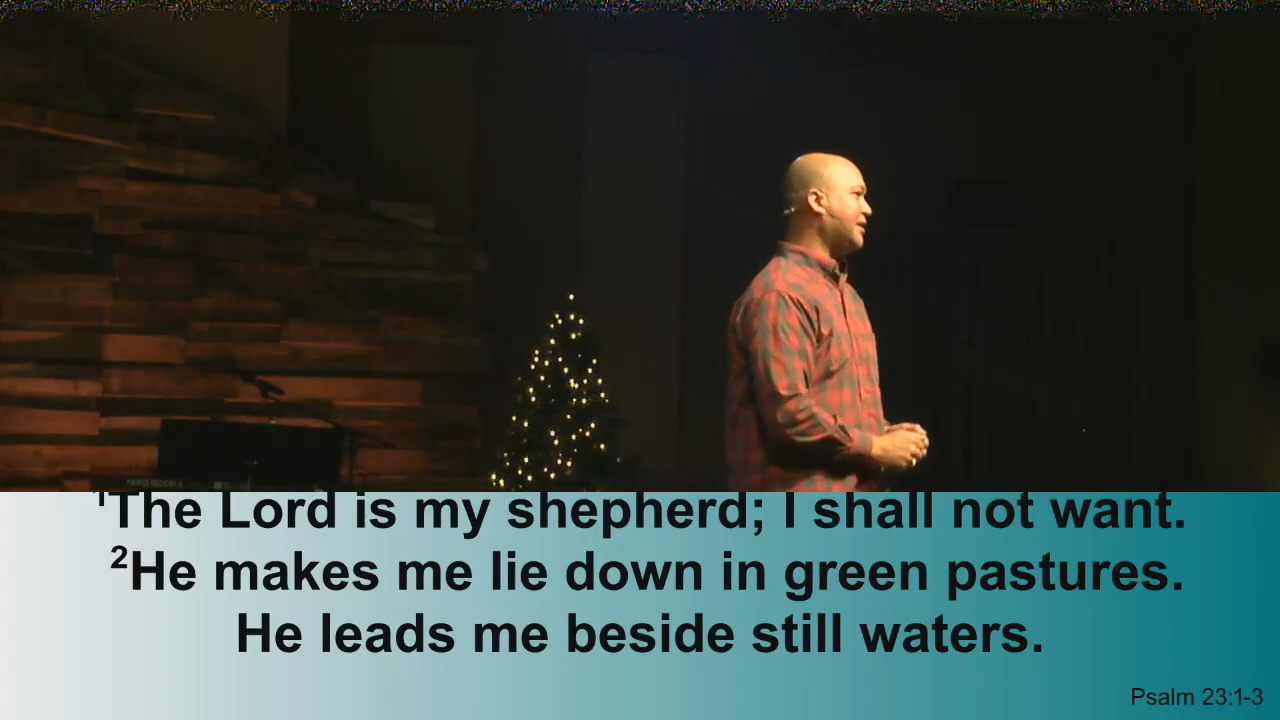 ¹The Lord is my shepherd; I shall not want.
²He makes me lie down in green pastures.
He leads me beside still waters.
Psalm 23:1-3